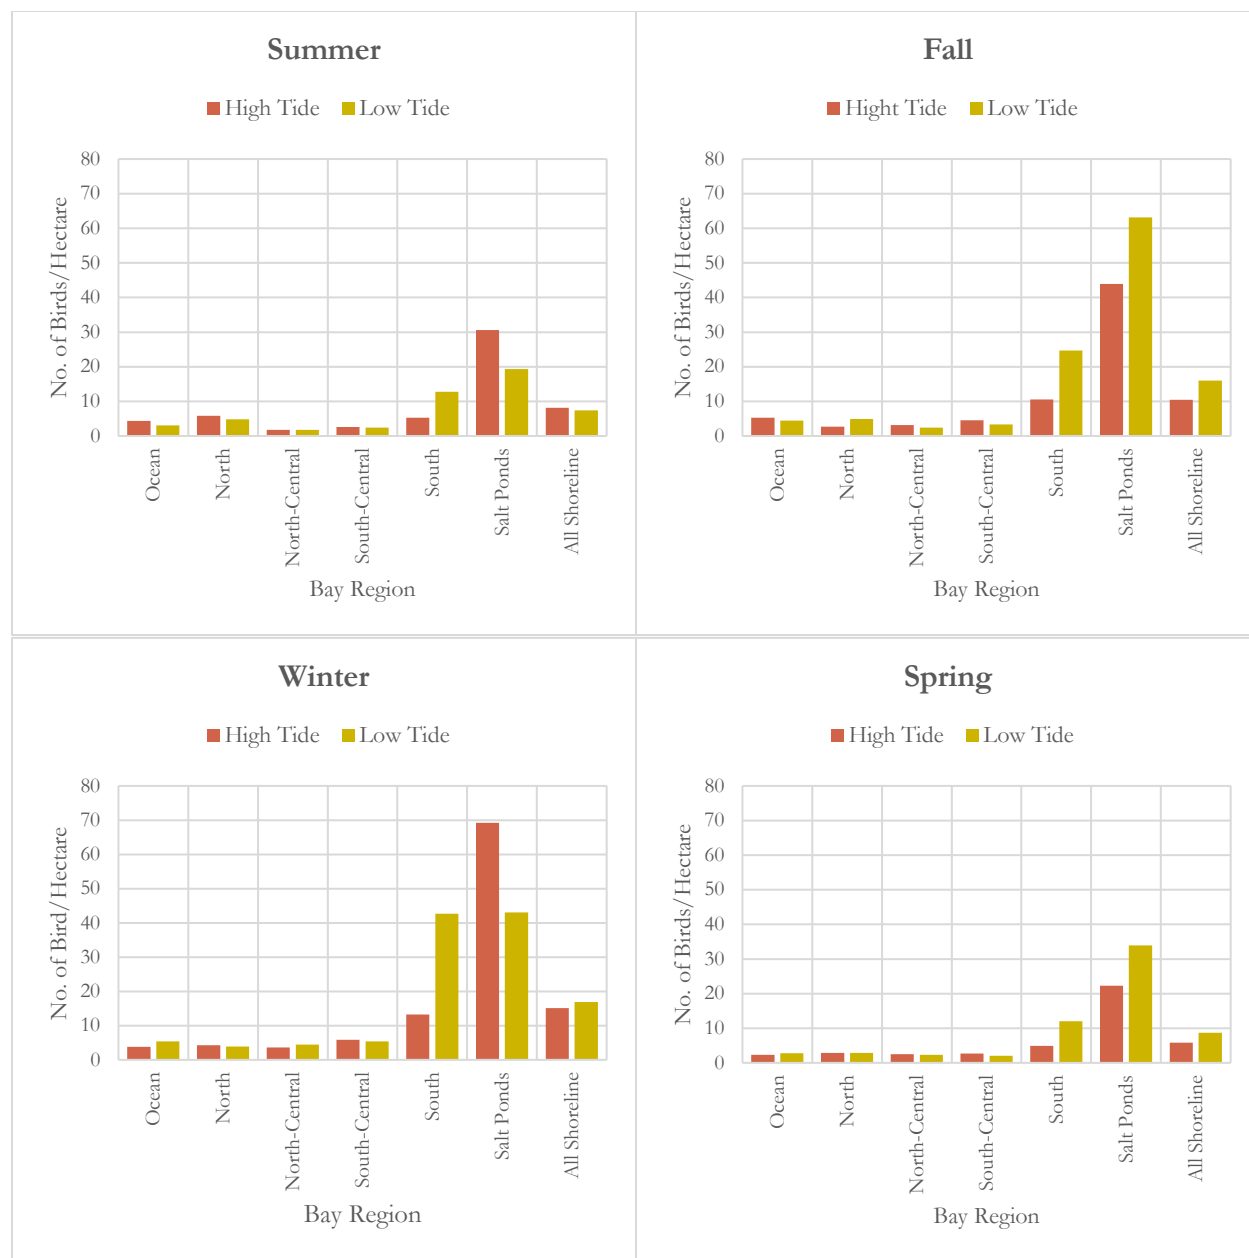 Summer
High Tide Low Tide
No. of Birds/Hectare
80
70
60
50
40
30
20
10
0
Ocean
North
North-Central
South-Central
South
Salt Ponds
All Shoreline
Bay Region
Fall
Hight Tide Low Tide
No. of Birds/Hectare
80
70
60
50
40
30
20
10
0
Ocean
North
North-Central
South-Central
South
Salt Ponds
All Shoreline
Bay Region
Winter
High Tide Low Tide
No. of Bird/Hectare
80
70
60
50
40
30
20
10
0
Ocean
North
North-Central
South-Central
South
Salt Ponds
All Shoreline
Bay Region
Spring
High Tide Low Tide
No. of Birds/Hectare
80
70
60
50
40
30
20
10
0
Ocean
North
North-Central
South-Central
South
Salt Ponds
All Shoreline
Bay Region